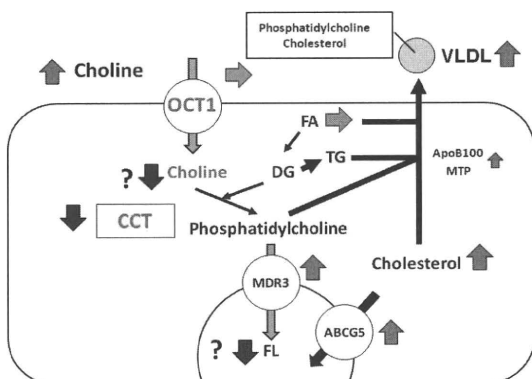 Phosphatidylcholine
Cholesterol
Choline
VLDL
OCT1
FA
ApoB100
MTP
TG
DG
? Choline
CCT
Phosphatidylcholine
Cholesterol
MDR3
ABCG5
? FL